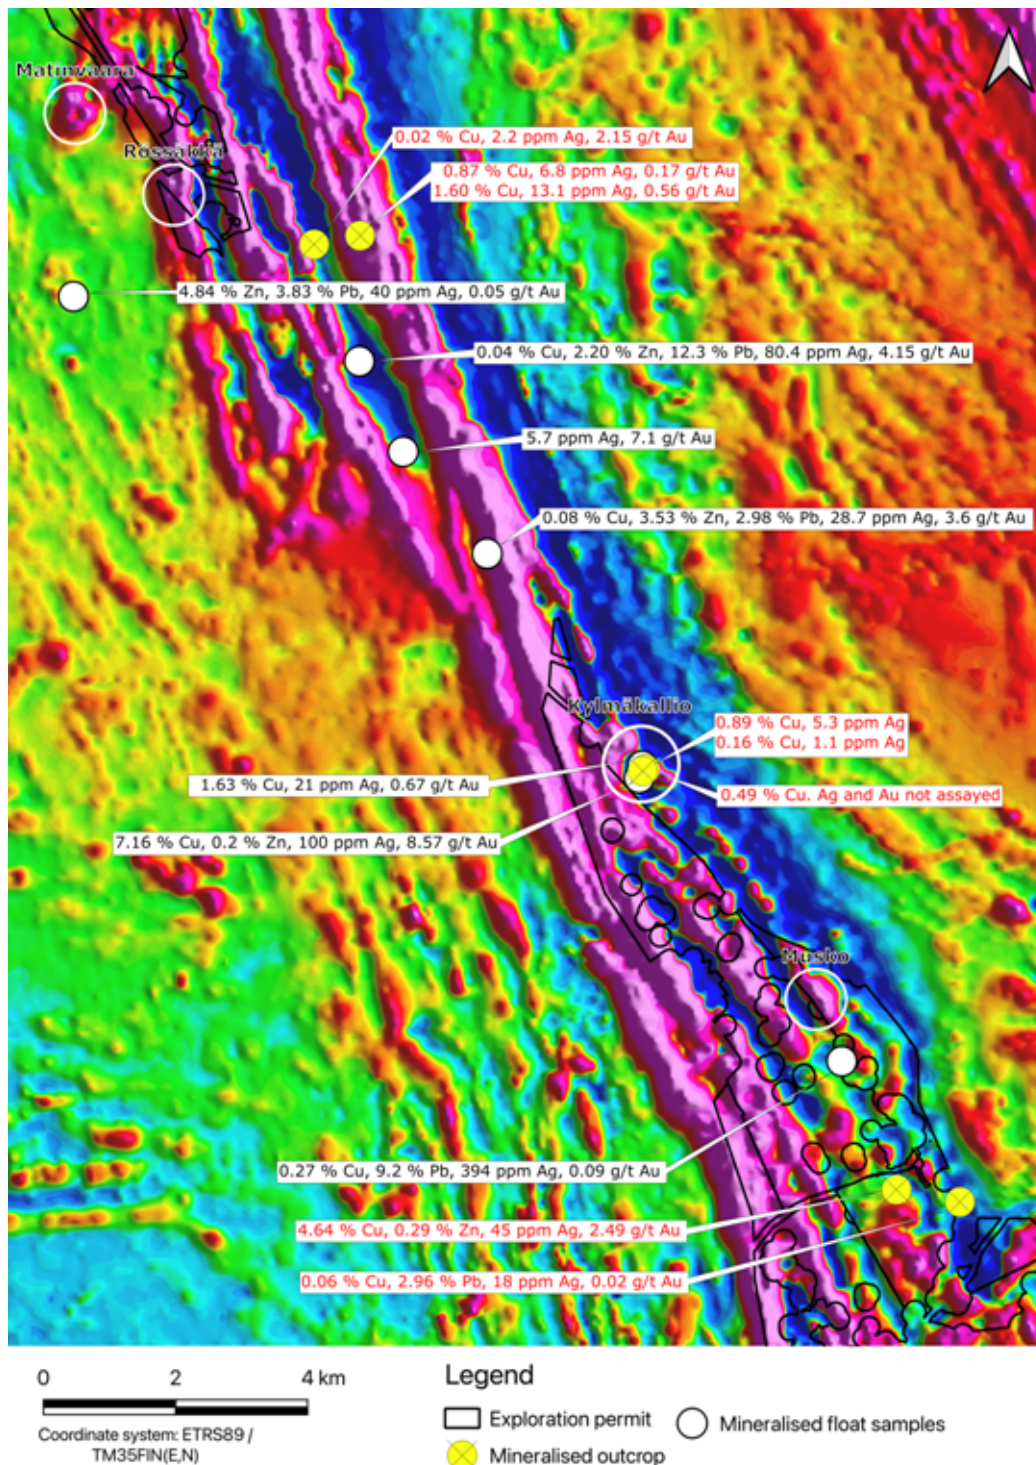 Matinvaara
Rössäkkä
0.02 % Cu, 2.2 ppm Ag, 2.15 g/t Au
0.87 % Cu, 6.8 ppm Ag, 0.17 g/t Au
1.60 % Cu, 13.1 ppm Ag, 0.56 g/t Au
4.84 % Zn, 3.83 % Pb, 40 ppm Ag, 0.05 g/t Au
0.04 % Cu, 2.20 % Zn, 12.3 % Pb, 80.4 ppm Ag, 4.15 g/t Au
5.7 ppm Ag, 7.1 g/t Au
0.08 % Cu, 3.53 % Zn, 2.98 % Pb, 28.7 ppm Ag, 3.6 g/t Au
Kylmäkallio
0.89 % Cu, 5.3 ppm Ag
0.16 % Cu, 1.1 ppm Ag
1.63 % Cu, 21 ppm Ag, 0.67 g/t Au
0.49 % Cu. Ag and Au not assayed
7.16 % Cu, 0.2 % Zn, 100 ppm Ag, 8.57 g/t Au
Musko
0.27 % Cu, 9.2 % Pb, 394 ppm Ag, 0.09 g/t Au
4.64 % Cu, 0.29 % Zn, 45 ppm Ag, 2.49 g/t Au
0.06 % Cu, 2.96 % Pb, 18 ppm Ag, 0.02 g/t Au
0 2 4 km
Coordinate system: ETRS89 /
TM35FIN(E,N)
Legend
Exploration permit
Mineralised float samples
Mineralised outcrop